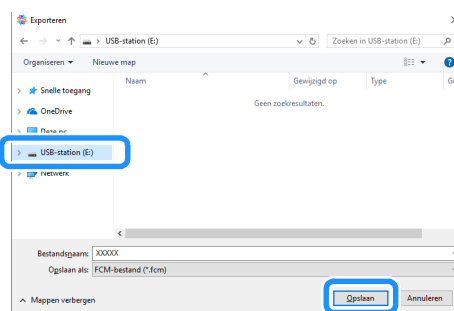 Exporteren
USB-station (E:)
Zoeken in USB-station (E:)
Organiseren
Nieuwe map
Naam
Gewijzigd op
Type
Snelle toegang
Geen zoekresultaten.
OneDrive
Deze pc
USB-station (E:)
Netwerk
Bestandsnaam: XXXXX
Opslaan als: FCM-bestand (*.fcm)
Mappen verbergen
Opslaan
Annuleren